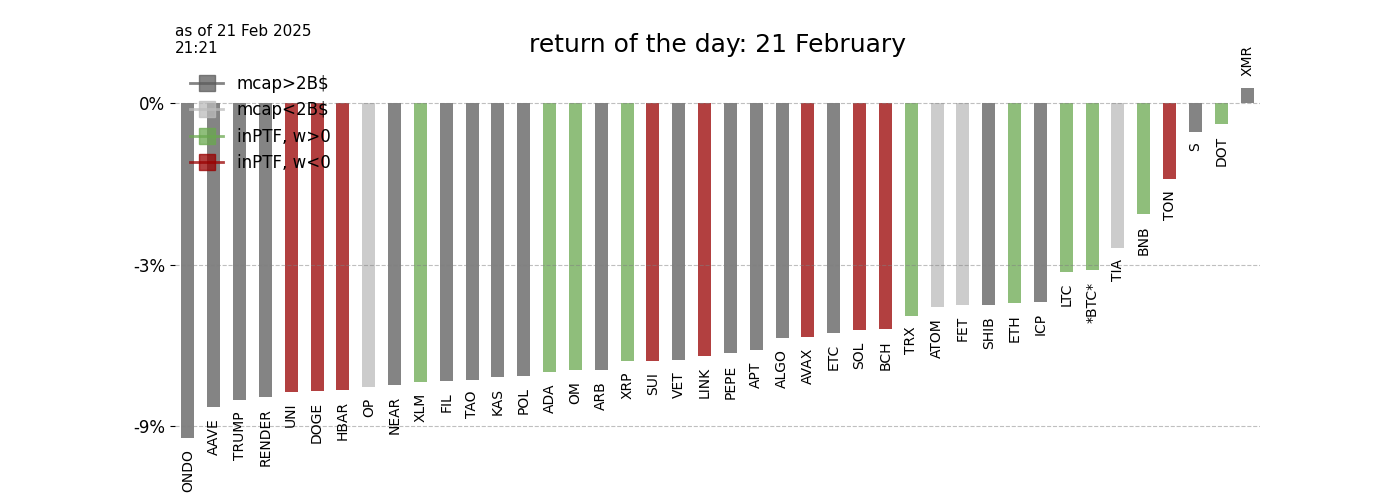 as of 21 Feb 2025
21:21
return of the day: 21 February
mcap>2B$
mcap<2B$
inPTF, w>0
inPTF, w<0
0%
-3%
-9%
ONDO
AAVE
TRUMP
RENDER
UNI
DOGE
HBAR
OP
NEAR
XLM
FIL
TAO
KAS
POL
ADA
OM
ARB
XRP
SUI
VET
LINK
PEPE
APT
ALGO
AVAX
ETC
SOL
BCH
TRX
ATOM
FET
SHIB
ETH
ICP
LTC
*BTC*
TIA
BNB
TON
S
DOT
XMR